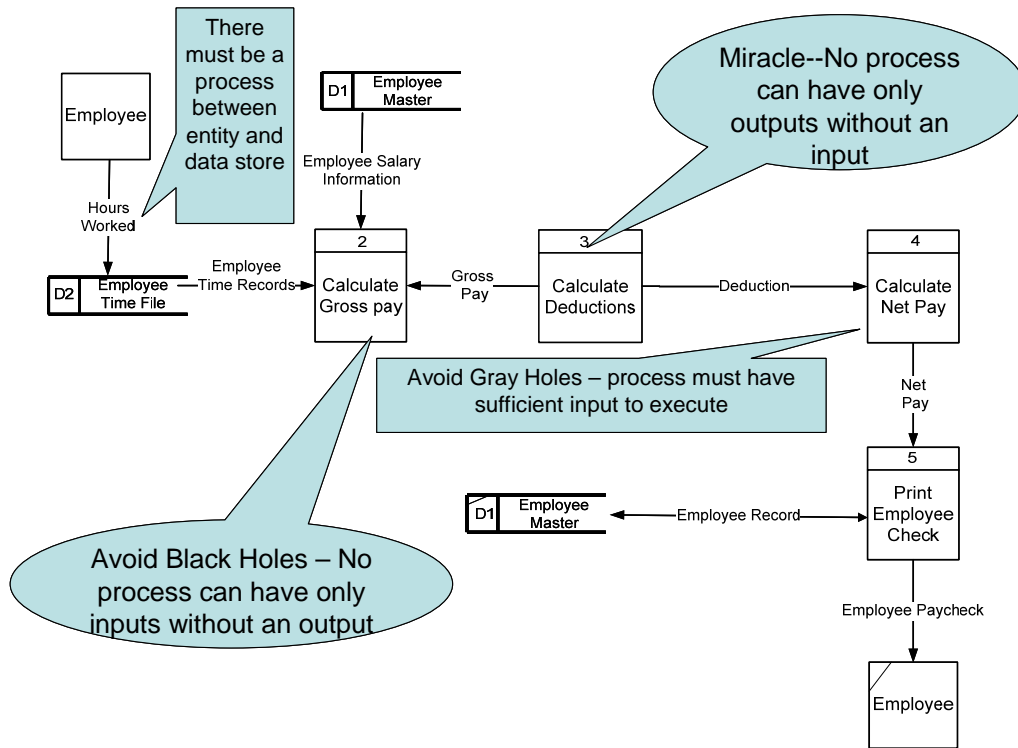 There
must be a
process
between
entity and
data store
Miracle--No process
can have only
outputs without an
input
Employee
D1
Employee
Master
Employee Salary
Information
Hours
Worked
D2
Employee
Time File
Employee
Time Records
2
Calculate
Gross pay
Gross
Pay
3
Calculate
Deductions
Deduction
4
Calculate
Net Pay
Avoid Gray Holes – process must have
sufficient input to execute
Net
Pay
5
Print
Employee
Check
D1
Employee
Master
Employee Record
Avoid Black Holes – No
process can have only
inputs without an output
Employee Paycheck
Employee